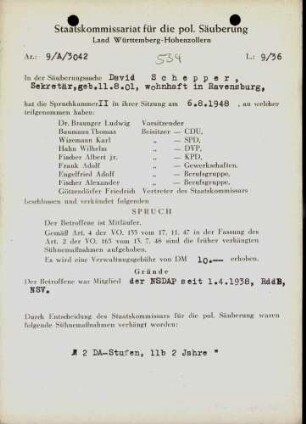 Staatskommissariat für die pol. Säuberung
Land Württemberg-Hohenzollern
Az.: 9/A/3042 534 L: 9/36
In der Säuberungssache David Schepper,
Sekretär, geb. 11.8.01, wohnhaft in Ravensburg,
hat die Spruchkammer II in ihrer Sitzung am 6.8.1948, an welcher
teilgenommen haben:
Dr. Ludwig Vorsitzender
Baumann Thomas Beisitzer — CDU,
Wizemann Karl „ — SPD,
Hahn Wilhelm „ — DVP,
Fischer Albert jr. „ — KPD,
Frank Adolf „ — Gewerkschaften.
Engelfried Adolf „ — Berufsgruppe,
Fischer Alexander „ — Berufsgruppe,
Friedrich Vertreter des Staatskommissars
beschlossen und verkündet folgenden
SPRUCH
Der Betroffene ist Mitläufer.
Gemäß Art. 4 der VO. 133 vom 17. 11. 47 in der Fassung des
Art. 2 der VO. 165 vom 13. 7. 48 sind die früher verhängten
Sühnemaßnahmen aufgehoben.
Es wird eine Verwaltungsgebühr von DM 10.-- erhoben.
Gründe
Der Betroffene war Mitglied der NSDAP seit 1.4.1938, RddB,
NSV.
Durch Entscheidung des Staatskommissars für die pol. Säuberung waren
folgende Sühnemaßnahmen verhängt worden:
" 2 DA-Stufen, 11b 2 Jahre "